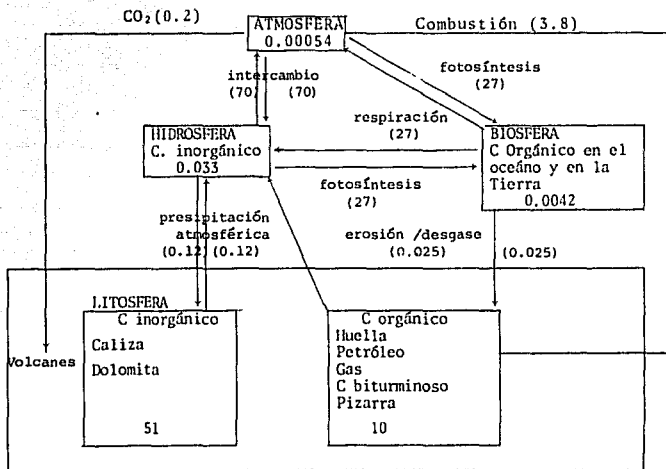 CO₂(0.2)
Combustión (3.8)
ATMOSFERA
0.00054
intercambio
(70) (70)
fotosíntesis
(27)
respiración
(27)
HIDROSFERA
C. inorgánico
0.033
BIOSFERA
C Orgánico en el
oceáno y en la
Tierra
0.0042
fotosíntesis
(27)
presipitación
atmosférica
(0.12) (0.12)
erosión /desgase
(0.025)
(0.025)
LITOSFERA
C inorgánico
Caliza
Dolomita
51
C orgánico
Huella
Petróleo
Gas
C biturminoso
Pizarra
10
Volcanes